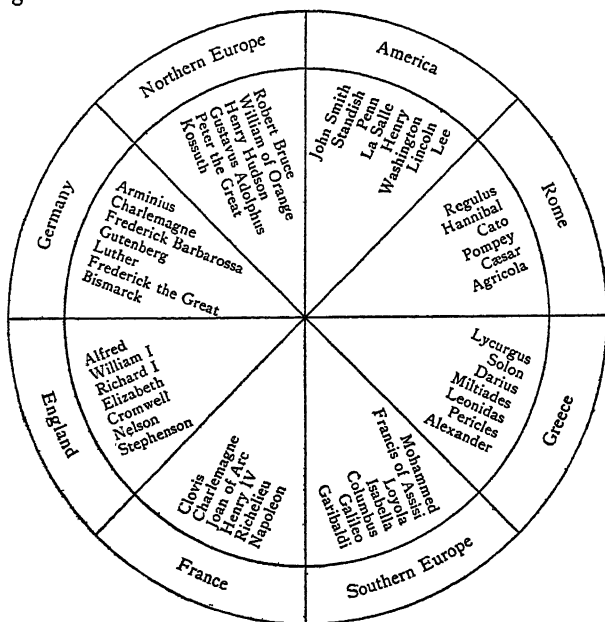 g
Northern Europe
Robert Bruce
William of Orange
Henry Hudson
Gustavus Adolphus
Peter the Great
Kossuth
America
John Smith
Standish
Penn
La Salle
Henry
Washington
Lincoln
Lee
Rome
Regulus
Hannibal
Cato
Pompey
Cæsar
Agricola
Greece
Lycurgus
Solon
Darius
Miltiades
Leonidas
Pericles
Alexander
Southern Europe
Mohammed
Francis of Assisi
Loyola
Isabella
Columbus
Galileo
Garibaldi
France
Clovis
Charlemagne
Joan of Arc
Henry IV
Richelieu
Napoleon
England
Alfred
William I
Richard I
Elizabeth
Cromwell
Nelson
Stephenson
Germany
Arminius
Charlemagne
Frederick Barbarossa
Gutenberg
Luther
Frederick the Great
Bismarck